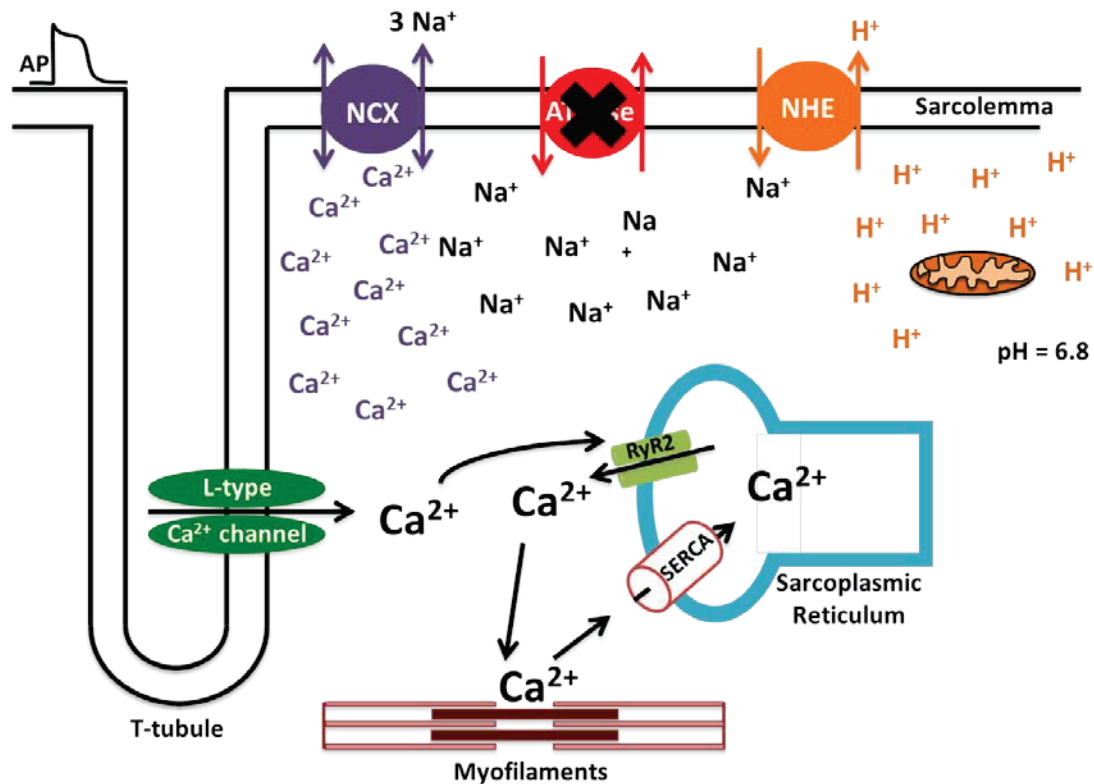 3 Na⁺
H⁺
AP
NCX
NHE
Sarcolemma
Ca²⁺
Na⁺
Na⁺
H⁺
H⁺
H⁺
Ca²⁺
Na
+
H⁺
H⁺
H⁺
Ca²⁺
Na⁺
Na⁺
Na⁺
Ca²⁺
H⁺
Ca²⁺
Na⁺
Na⁺
Na⁺
H⁺
Ca²⁺
Ca²⁺
H⁺
pH = 6.8
Ca²⁺
Ca²⁺
Ca²⁺
RyR2
L-type
Ca²⁺ channel
Ca²⁺
Ca²⁺
Ca²⁺
SERCA
Sarcoplasmic
Reticulum
Ca²⁺
T-tubule
Myofilaments